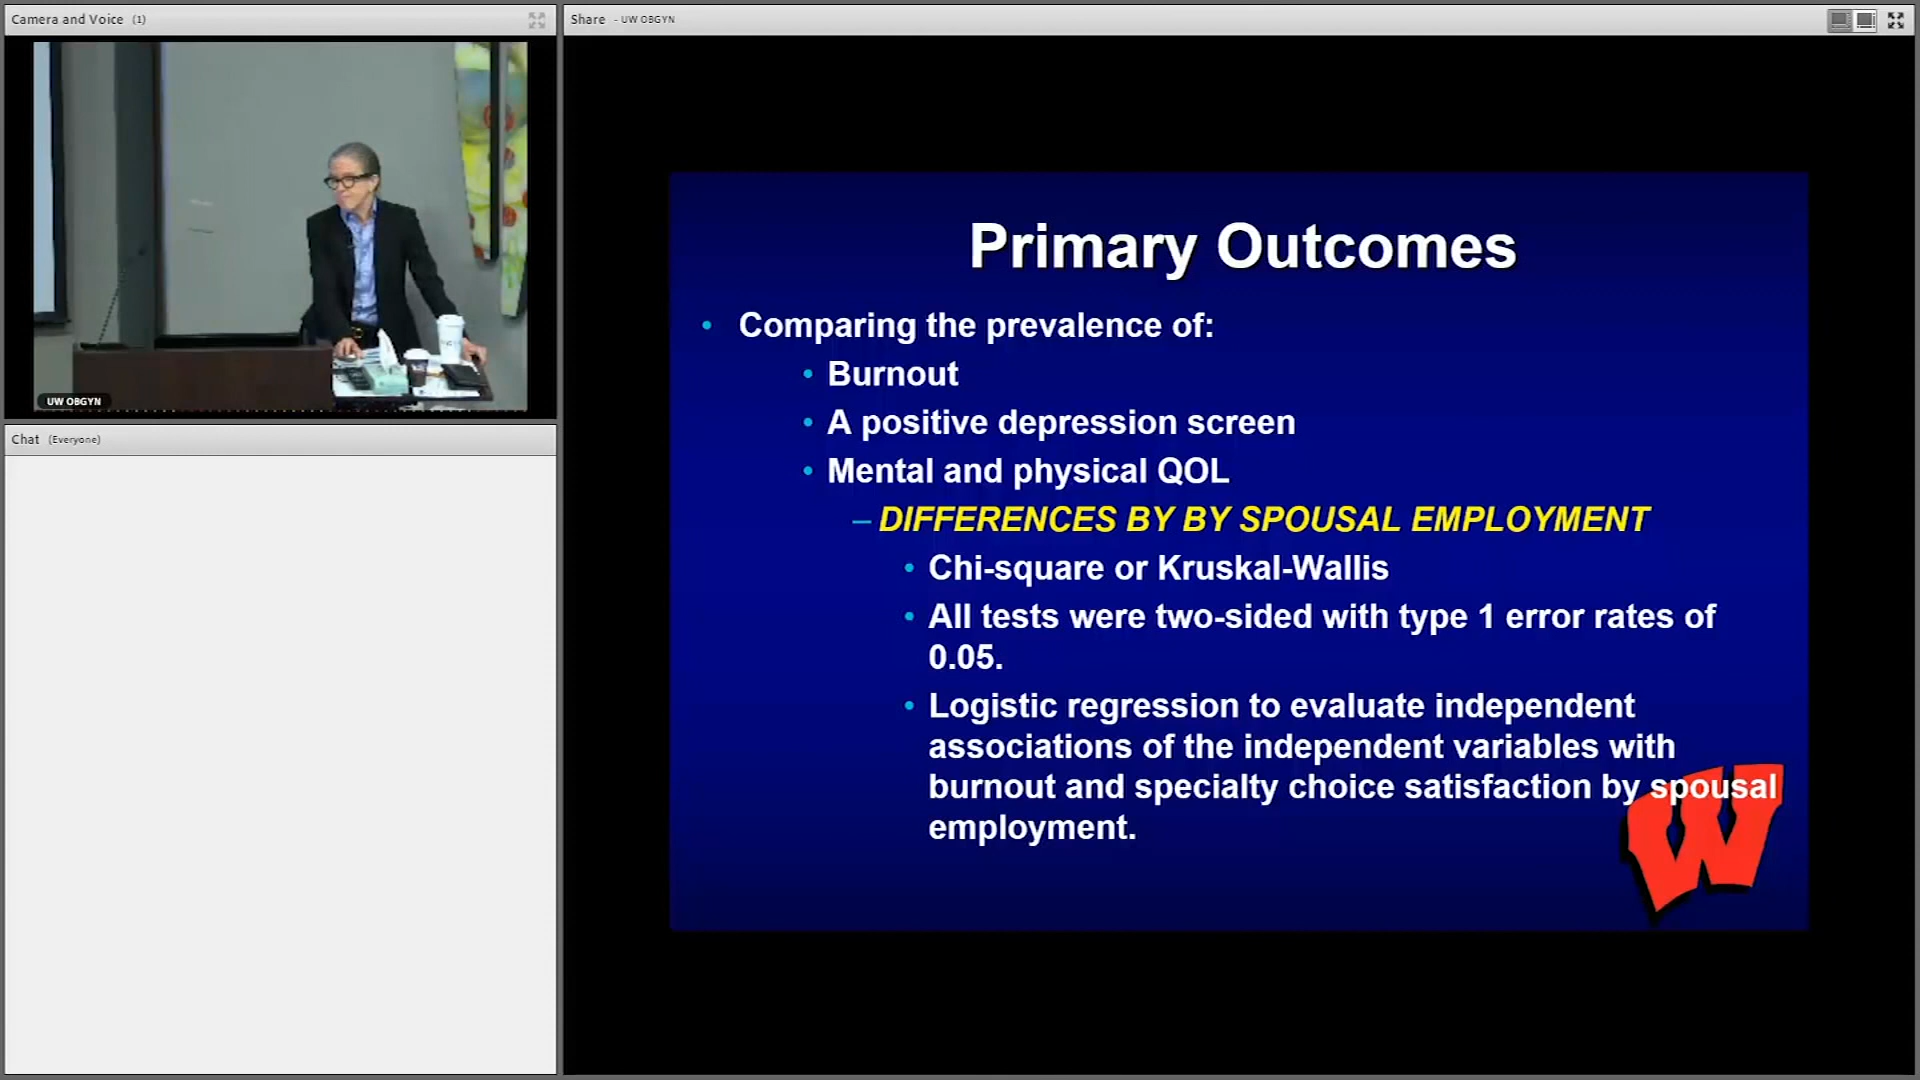 Camera and Voice (1)
UW OBGYN
Chat (Everyone)
Share - UW OBGYN
Primary Outcomes
• Comparing the prevalence of:
• Burnout
• A positive depression screen
• Mental and physical QOL
– DIFFERENCES BY BY SPOUSAL EMPLOYMENT
• Chi-square or Kruskal-Wallis
• All tests were two-sided with type 1 error rates of
0.05.
• Logistic regression to evaluate independent
associations of the independent variables with
burnout and specialty choice satisfaction by spousal
employment.
W